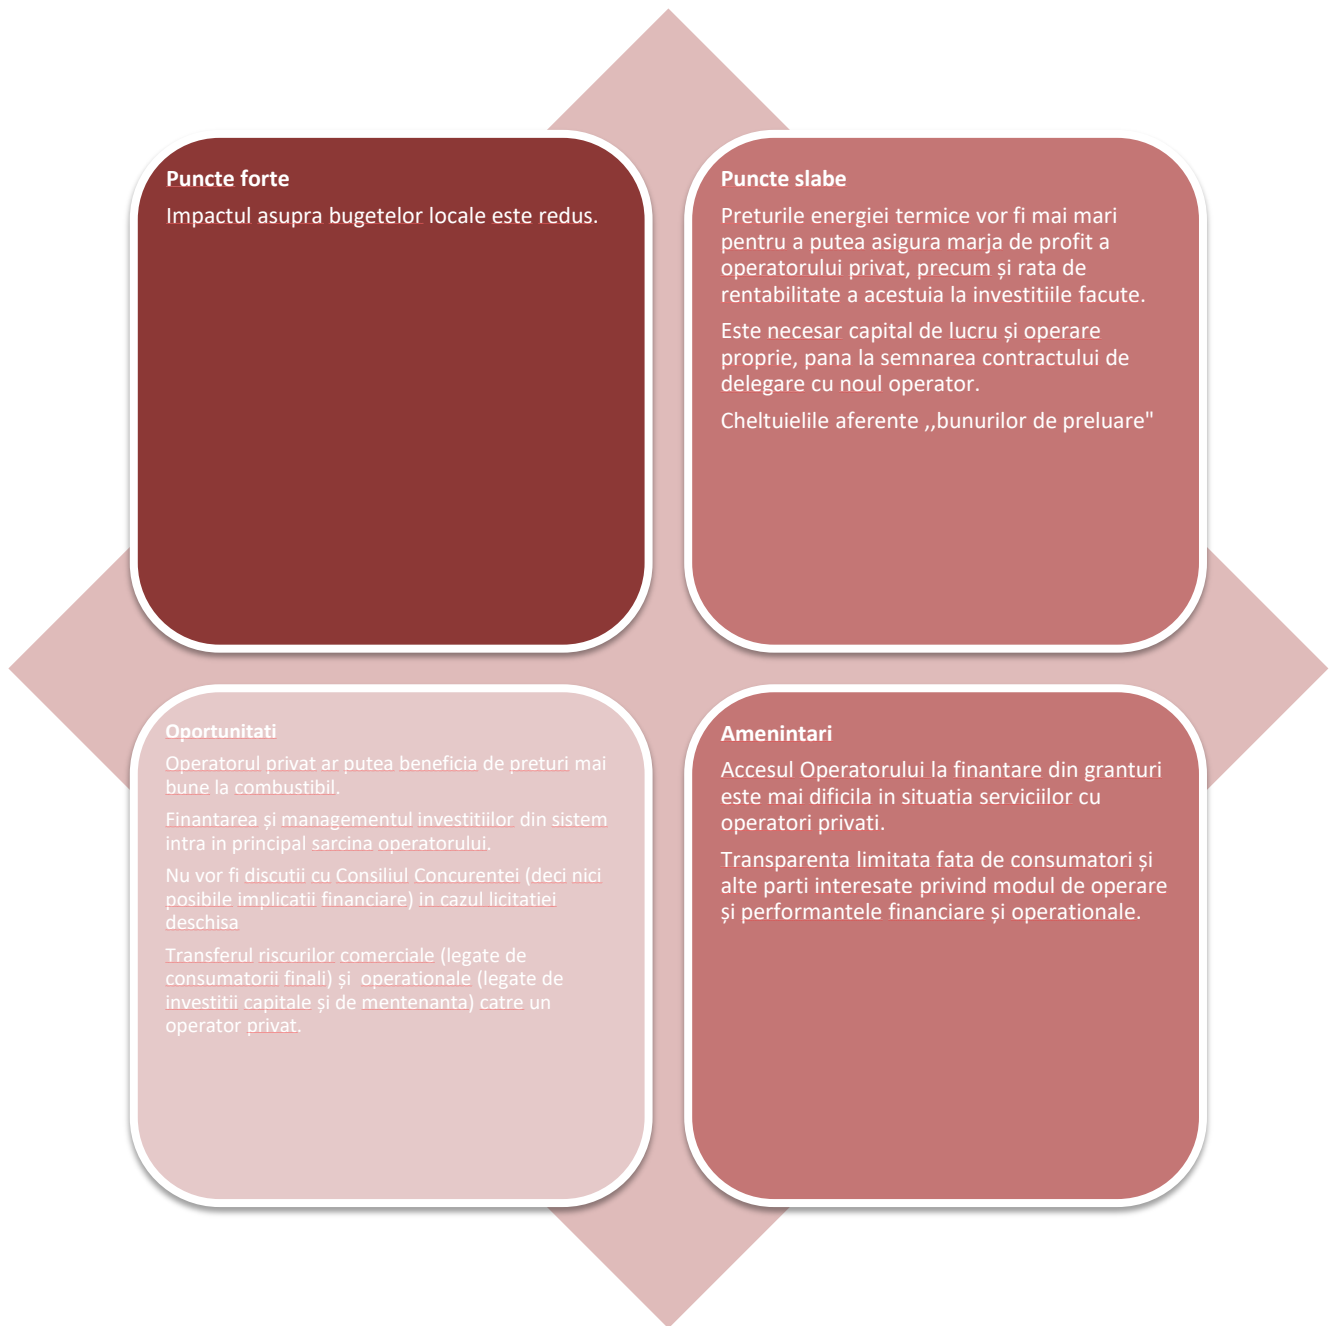 Puncte forte
Impactul asupra bugetelor locale este redus.
Puncte slabe
Preturile energiei termice vor fi mai mari
pentru a putea asigura marja de profit a
operatorului privat, precum și rata de
rentabilitate a acestuia la investitiile facute.
Este necesar capital de lucru și operare
proprie, pana la semnarea contractului de
delegare cu noul operator.
Cheltuielile aferente ,,bunurilor de preluare"
Oportunitati
Operatorul privat ar putea beneficia de preturi mai
bune la combustibil.
Finantarea și managementul investitiilor din sistem
intra in principal sarcina operatorului.
Nu vor fi discutii cu Consiliul Concurentei (deci nici
posibile implicatii financiare) in cazul licitatiei
deschisa
Transferul riscurilor comerciale (legate de
consumatorii finali) și  operationale (legate de
investitii capitale și de mentenanta) catre un
operator privat.
Amenintari
Accesul Operatorului la finantare din granturi
este mai dificila in situatia serviciilor cu
operatori privati.
Transparenta limitata fata de consumatori și
alte parti interesate privind modul de operare
și performantele financiare și operationale.